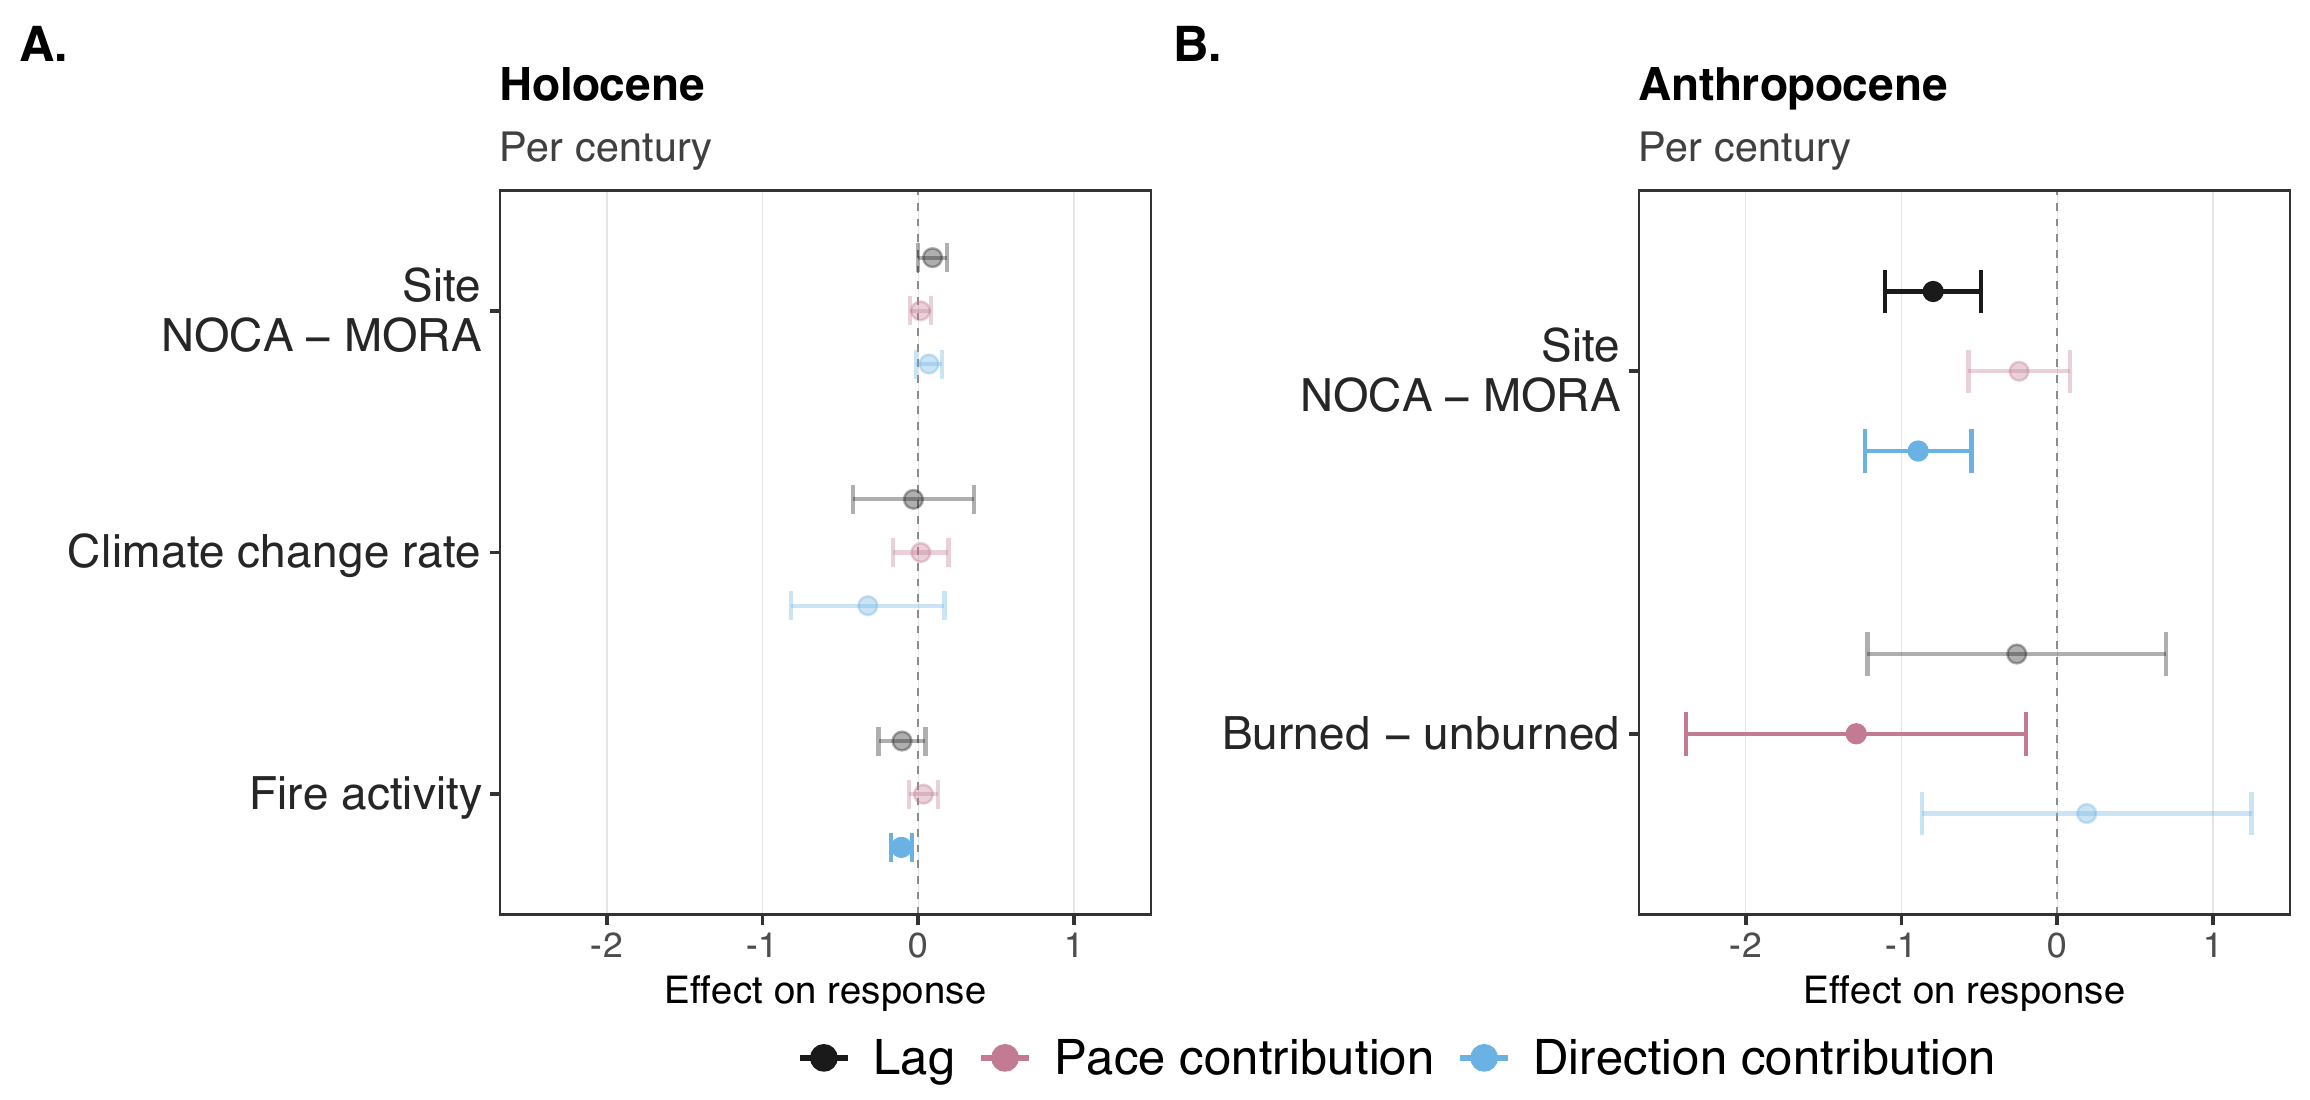 A.
Holocene
Per century
Site
NOCA – MORA
Climate change rate
Fire activity
-2 -1 0 1
Effect on response
B.
Anthropocene
Per century
Site
NOCA – MORA
Burned – unburned
-2 -1 0 1
Effect on response
Lag Pace contribution Direction contribution